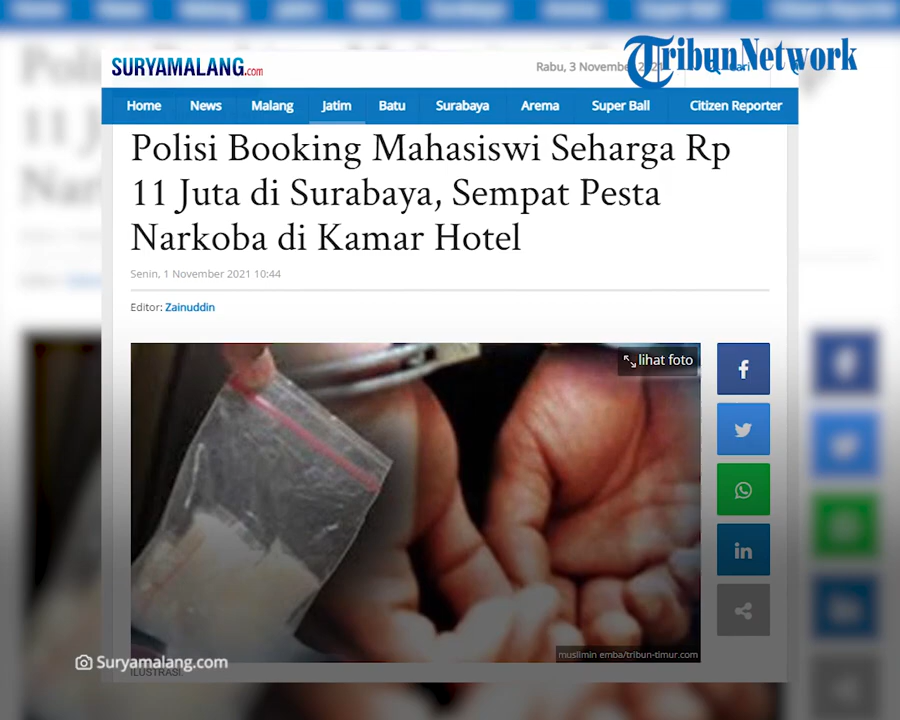 SURYAMALANG.com
Rabu, 3 November
TribunNetwork
Home News Malang Jatim Batu Surabaya Arema Super Ball Citizen Reporter
Polisi Booking Mahasiswi Seharga Rp
11 Juta di Surabaya, Sempat Pesta
Narkoba di Kamar Hotel
Senin, 1 November 2021 10:44
Editor: Zainuddin
lihat foto
muslimin emba/tribun-timur.com
Suryamalang.com
ILUSTRASI.